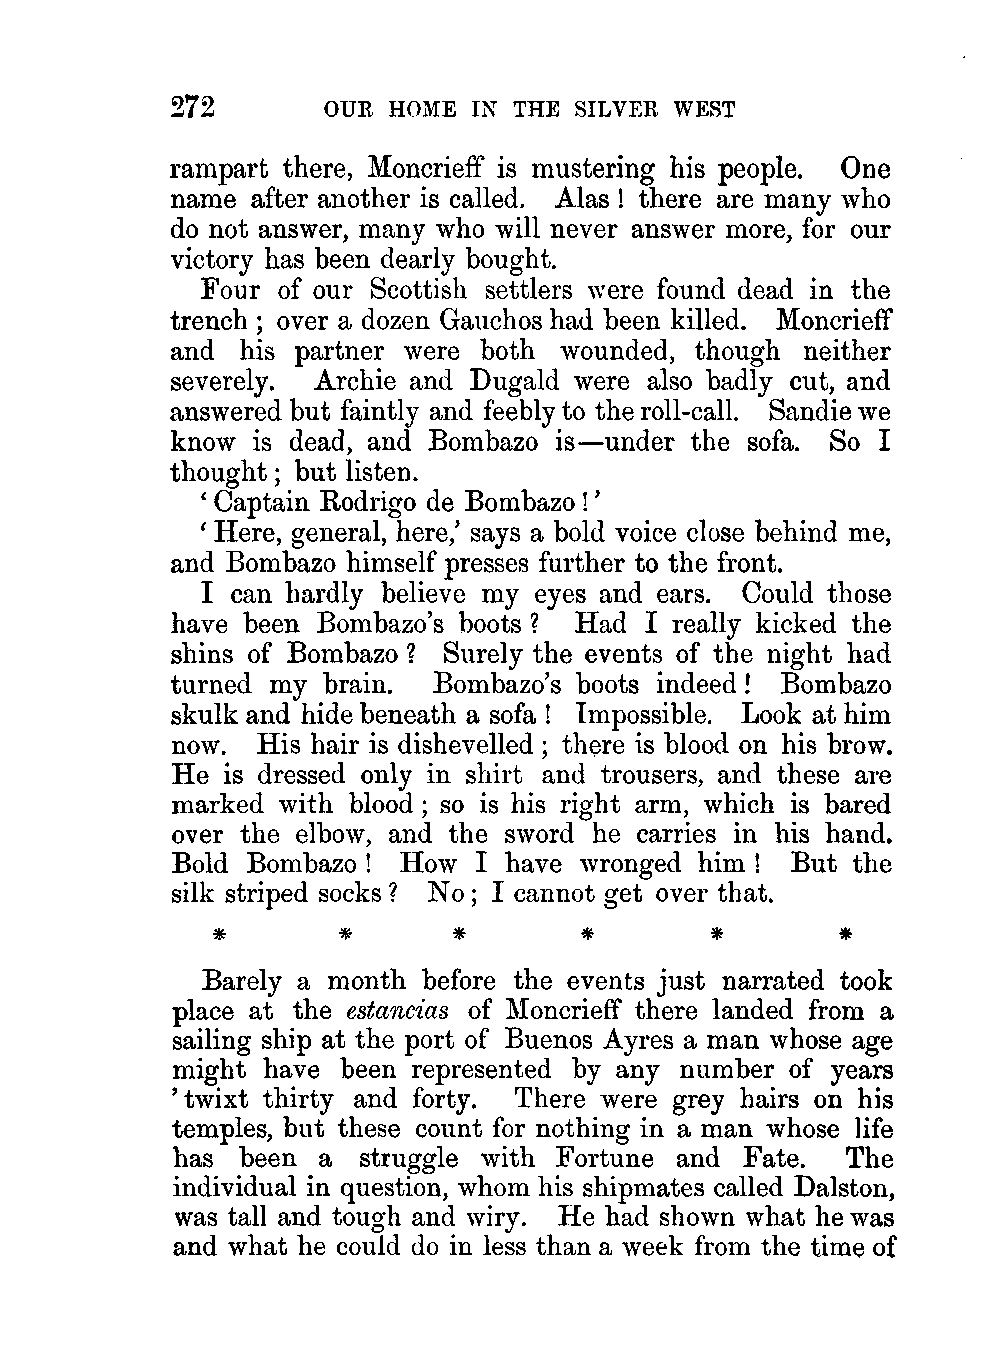 272 OUR HOME IN THE SILVER WEST
rampart there, Moncrieff is mustering his people. One
name after another is called. Alas! there are many who
do not answer, many who will never answer more, for our
victory has been dearly bought.
Four of our Scottish settlers were found dead in the
trench; over a dozen Gauchos had been killed. Moncrieff
and his partner were both wounded, though neither
severely. Archie and Dugald were also badly cut, and
answered but faintly and feebly to the roll-call. Sandie we
know is dead, and Bombazo is—under the sofa. So I
thought; but listen.
'Captain Rodrigo de Bombazo!'
'Here, general, here,' says a bold voice close behind me,
and Bombazo himself presses further to the front.
I can hardly believe my eyes and ears. Could those
have been Bombazo's boots? Had I really kicked the
shins of Bombazo? Surely the events of the night had
turned my brain. Bombazo's boots indeed! Bombazo
skulk and hide beneath a sofa! Impossible. Look at him
now. His hair is dishevelled; there is blood on his brow.
He is dressed only in shirt and trousers, and these are
marked with blood; so is his right arm, which is bared
over the elbow, and the sword he carries in his hand.
Bold Bombazo! How I have wronged him! But the
silk striped socks? No; I cannot get over that.
* * * * * *
Barely a month before the events just narrated took
place at the estancias of Moncrieff there landed from a
sailing ship at the port of Buenos Ayres a man whose age
might have been represented by any number of years
'twixt thirty and forty. There were grey hairs on his
temples, but these count for nothing in a man whose life
has been a struggle with Fortune and Fate. The
individual in question, whom his shipmates called Dalston,
was tall and tough and wiry. He had shown what he was
and what he could do in less than a week from the time of